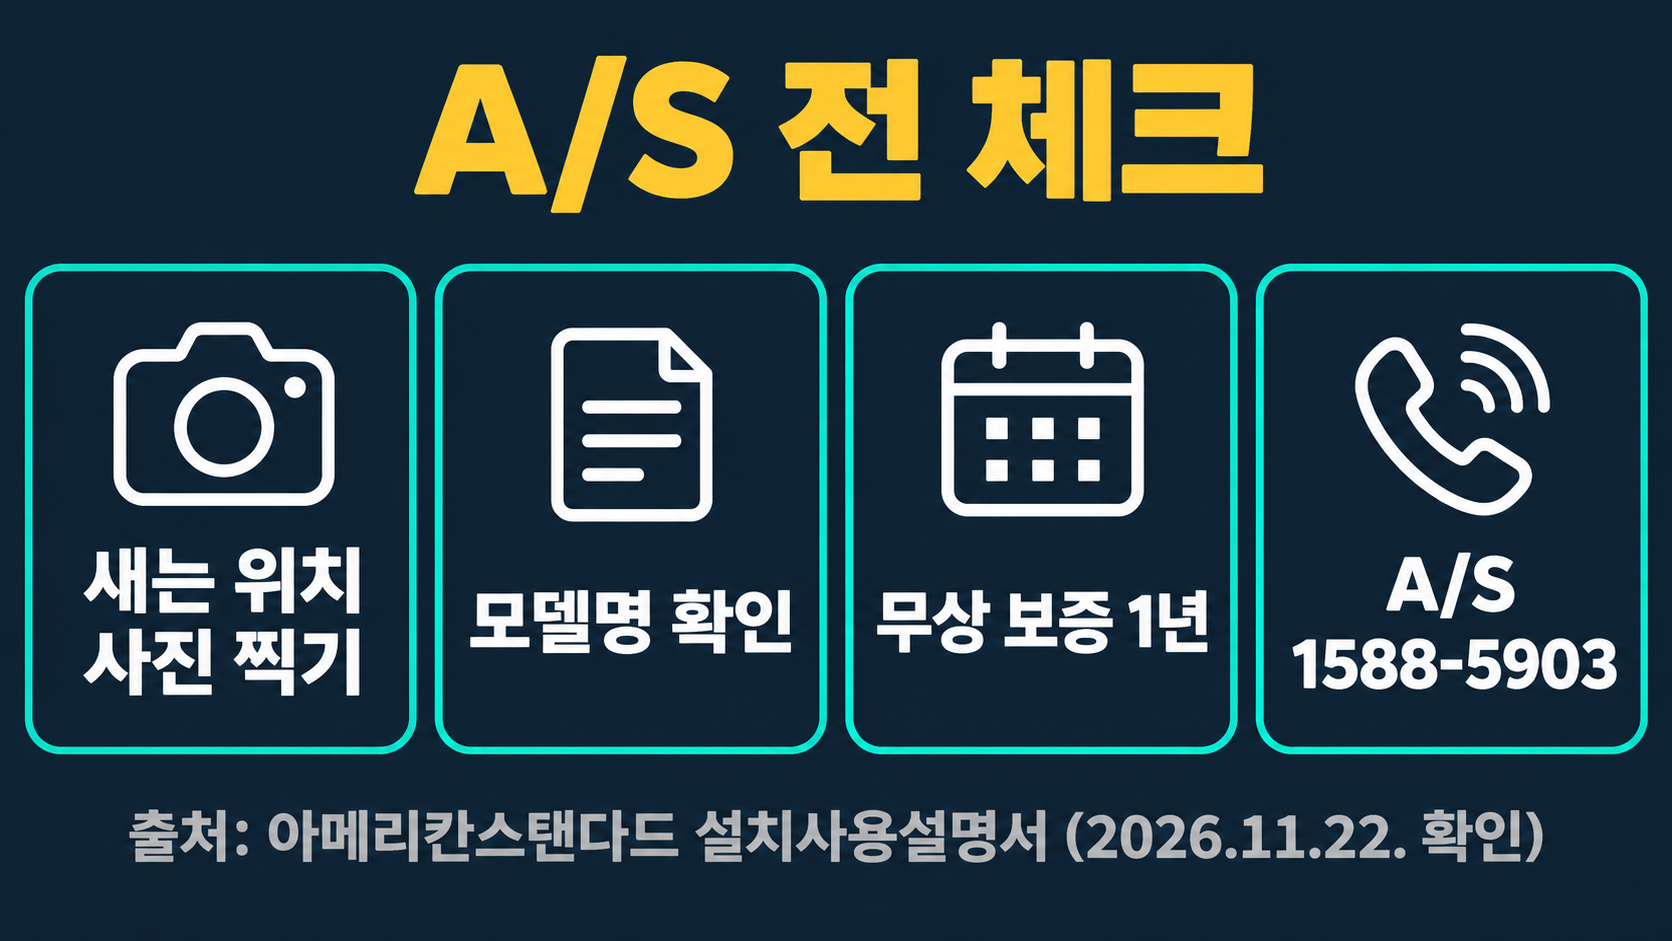 A/S 전 체크
새는 위치
사진 찍기
모델명 확인
무상 보증 1년
A/S
1588-5903
출처: 아메리칸스탠다드 설치사용설명서 (2026.11.22. 확인)